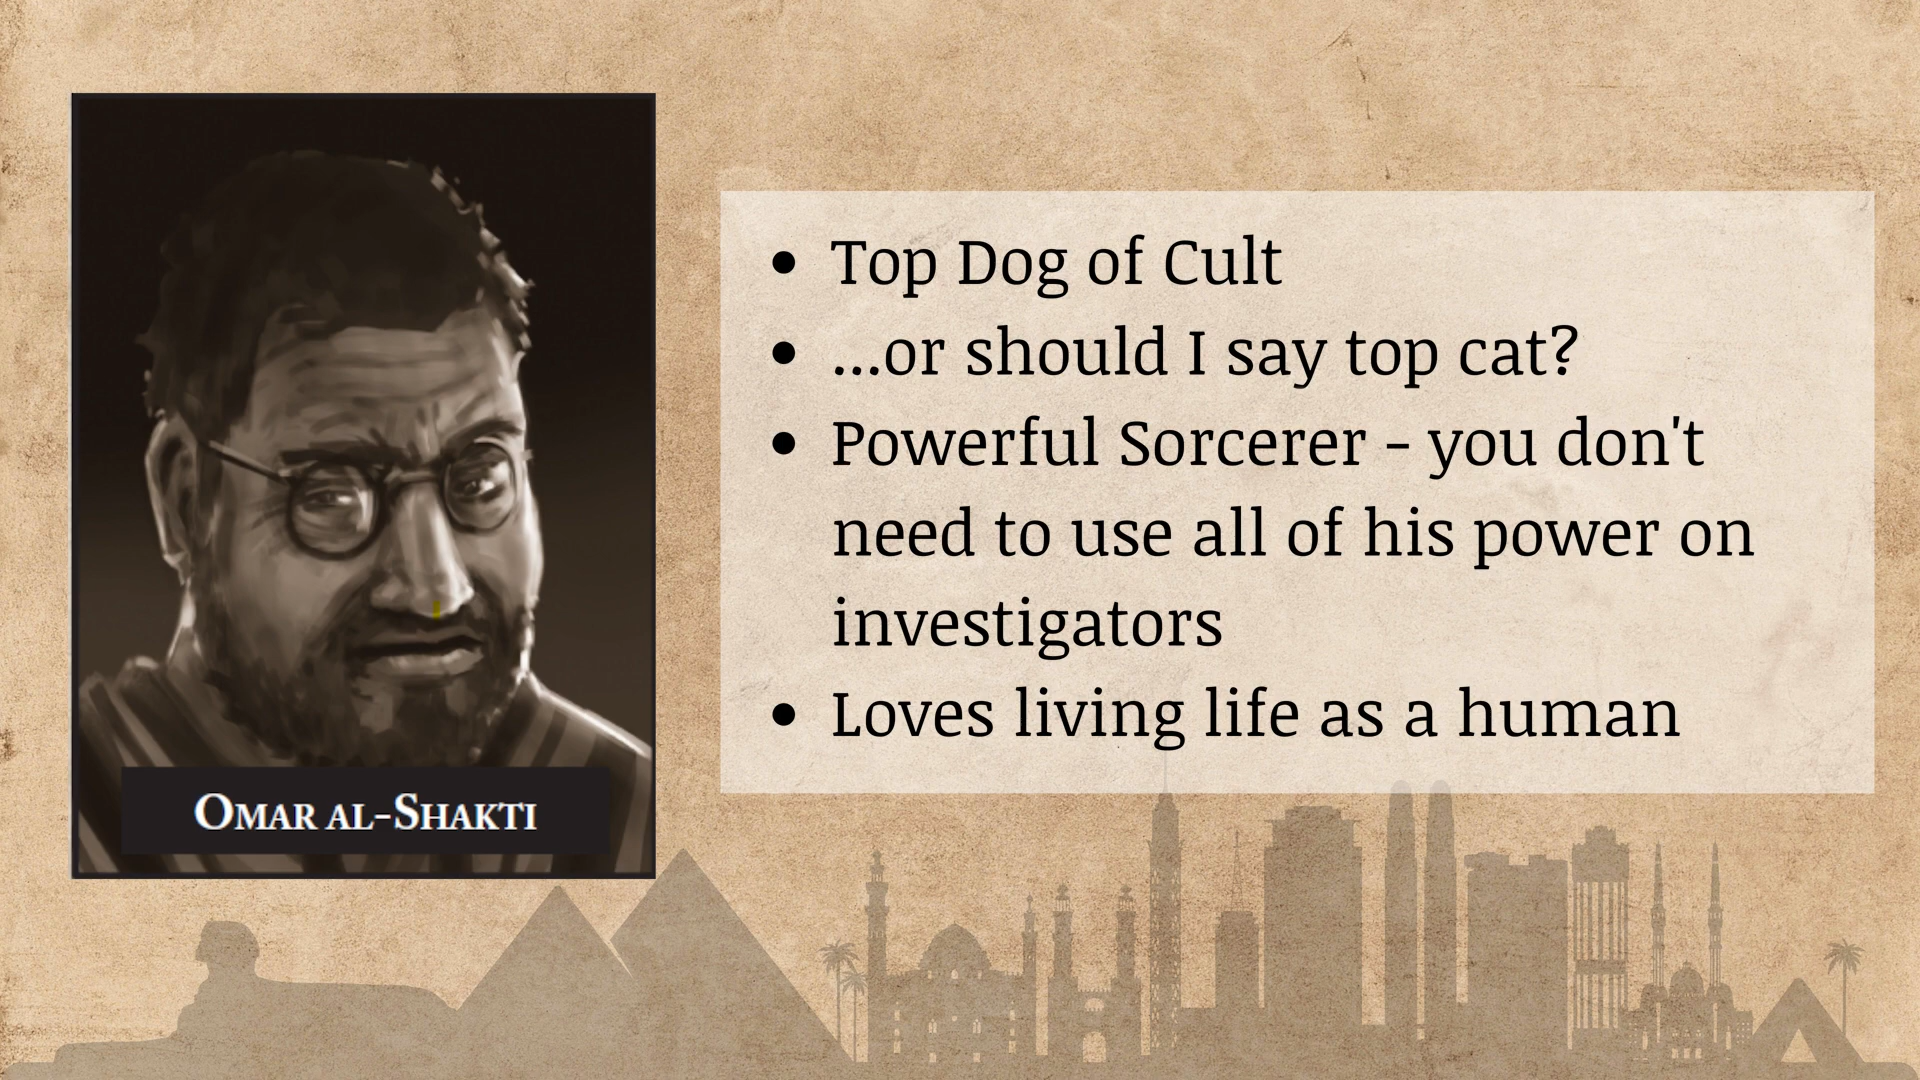 Omar al-Shakti
• Top Dog of Cult
• ...or should I say top cat?
• Powerful Sorcerer - you don't
need to use all of his power on
investigators
• Loves living life as a human